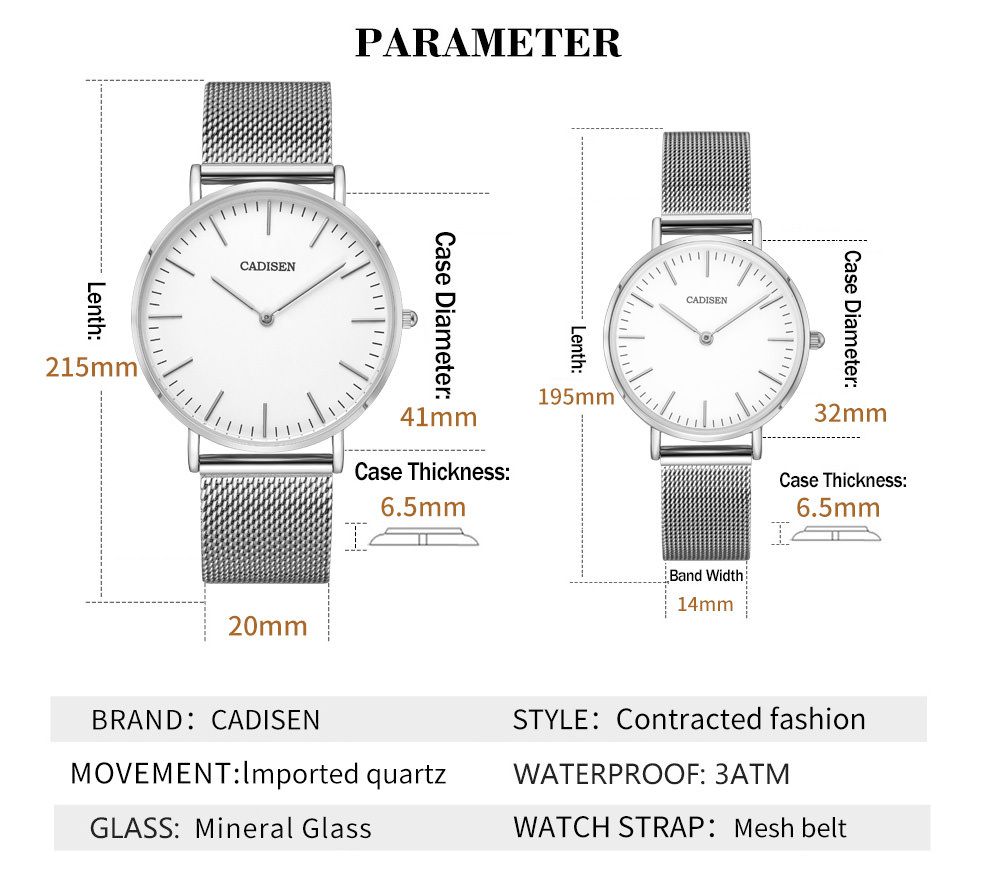 PARAMETER
CADISEN
Lenth:
215mm
Case Diameter:
41mm
Case Thickness:
6.5mm
20mm
CADISEN
Lenth:
195mm
Case Diameter:
32mm
Case Thickness:
6.5mm
Band Width
14mm
BRAND: CADISEN
STYLE: Contracted fashion
MOVEMENT:lmported quartz
WATERPROOF: 3ATM
GLASS: Mineral Glass
WATCH STRAP: Mesh belt